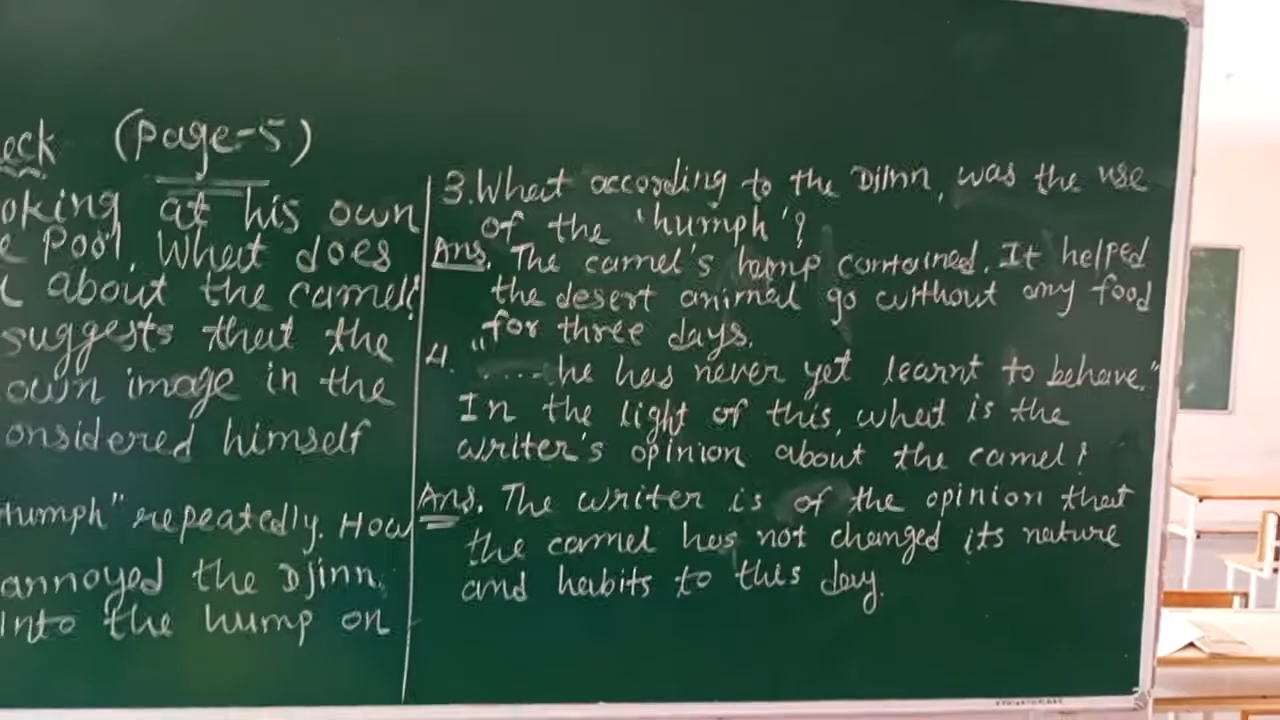 eck (Page-5)
oking at his own
e Pool. What does
about the camel?
suggests that the
own image in the
onsidered himself
Humph" repeatedly. How
annoyed the Djinn.
into the hump on
3. What according to the Djinn, was the use
of the 'humph'?
Ans. The camel's hamp contained. It helped
the desert animal go without any food
for three days.
4. "..... he has never yet learnt to behave."
In the light of this, what is the
writer's opinion about the camel?
Ans. The writer is of the opinion that
the camel has not changed its nature
and habits to this day.